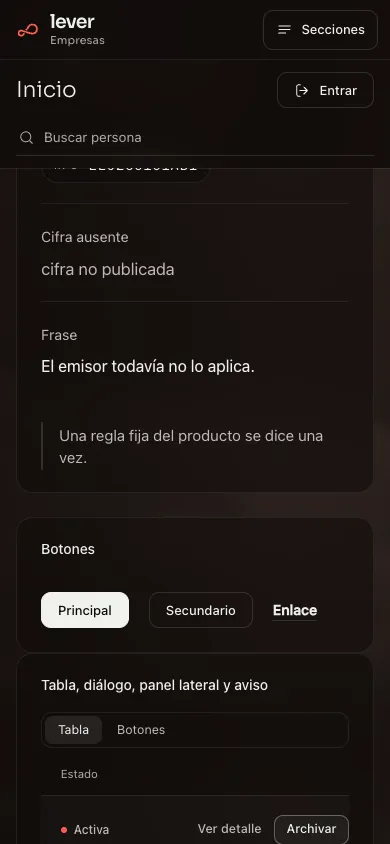 lever
Empresas
Secciones
Inicio
Entrar
Buscar persona
Cifra ausente
cifra no publicada
Frase
El emisor todavía no lo aplica.
Una regla fija del producto se dice una
vez.
Botones
Principal
Secundario
Enlace
Tabla, diálogo, panel lateral y aviso
Tabla
Botones
Estado
Activa
Ver detalle
Archivar